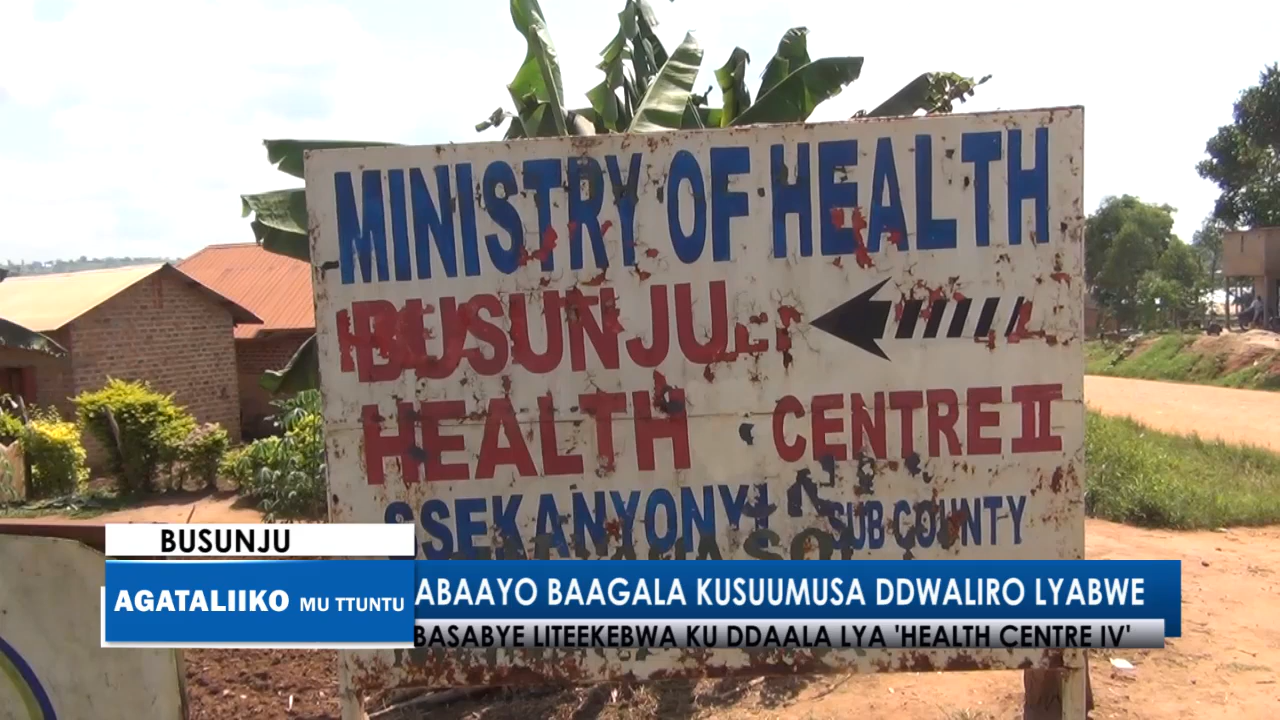 MINISTRY OF HEALTH
BUSUNJU
HEALTH CENTRE II
SSEKANYONYI SUB COUNTY
BUSUNJU
ABAAYO BAAGALA KUSUUMUSA DDWALIRO LYABWE
AGATALIIKO MU TTUNTU
BASABYE LITEEKEBWA KU DDAALA LYA 'HEALTH CENTRE IV'